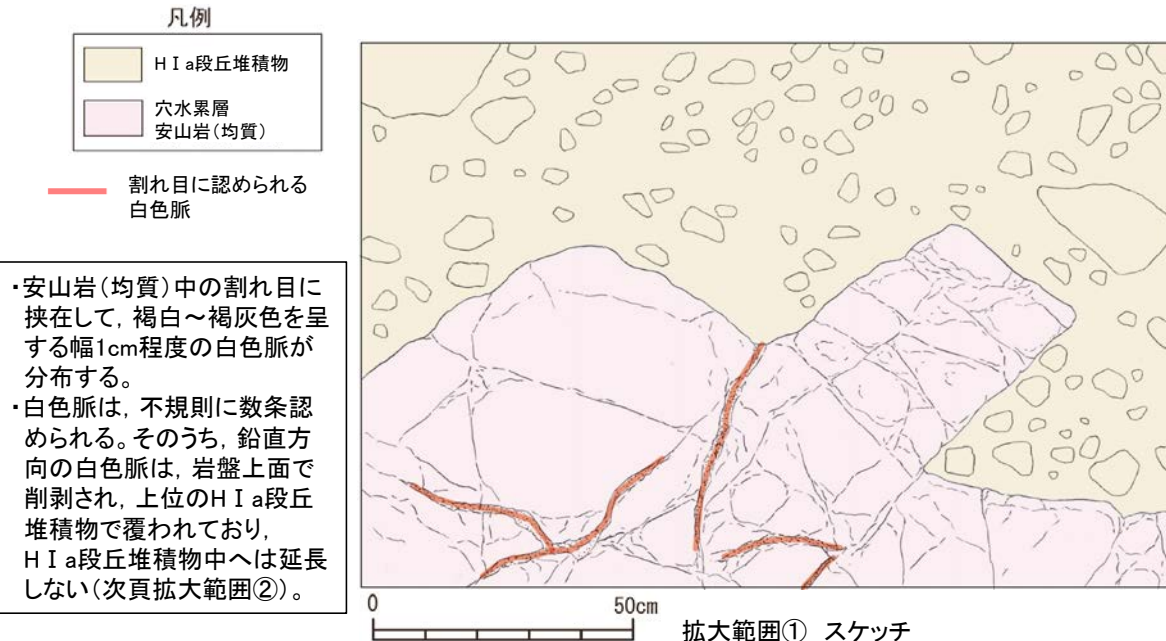 凡例
HⅠa段丘堆積物
穴水累層
安山岩(均質)
割れ目に認められる
白色脈
・安山岩(均質)中の割れ目に
挟在して，褐白～褐灰色を呈
する幅1cm程度の白色脈が
分布する。
・白色脈は，不規則に数条認
められる。そのうち，鉛直方
向の白色脈は，岩盤上面で
削剥され，上位のHⅠa段丘
堆積物で覆われており，
HⅠa段丘堆積物中へは延長
しない(次頁拡大範囲②)。
0 50cm
拡大範囲① スケッチ